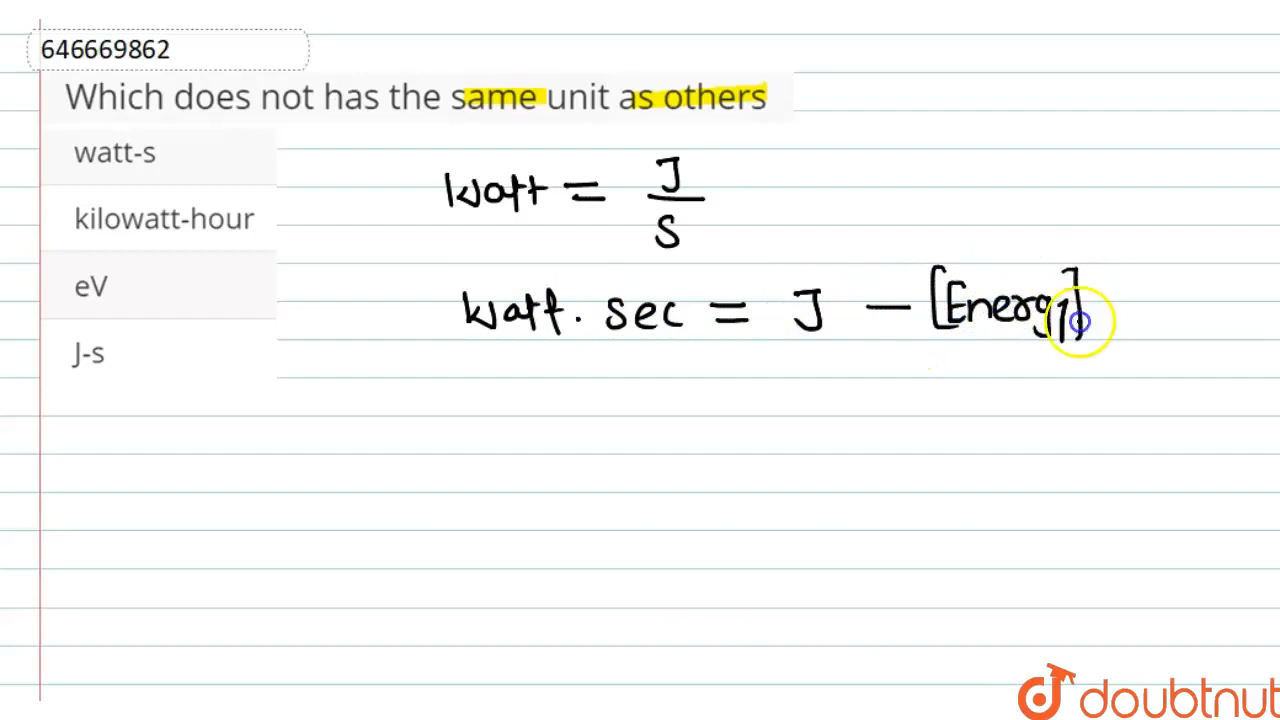 646669862
Which does not has the same unit as others
watt-s
kilowatt-hour
eV
J-s
Watt = J/S
Watt. sec = J – [Energy]
doubtnut